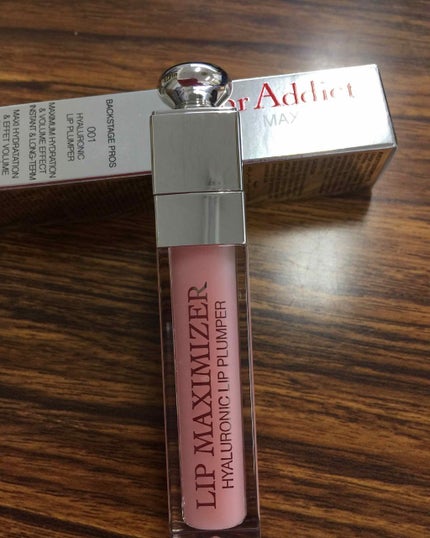 or Addict
MAX
BACKSTAGE PROS
001
HYALURONIC
LIP PLUMPER
MAXIMUM HYDRATION
& VOLUME EFFECT
INSTANT & LONG-TERM
MAXI HYDRATATION
& EFFET VOLUME
LIP MAXIMIZER
HYALURONIC LIP PLUMPER